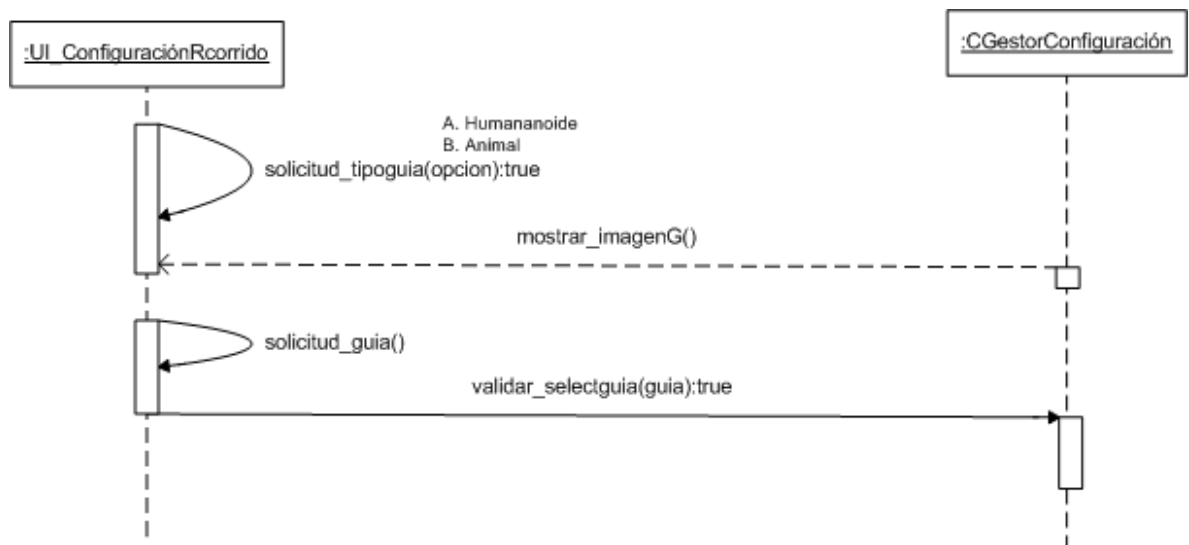 :UI_ConfiguraciónRcorrido
:CGestorConfiguración
A. Humananoide
B. Animal
solicitud_tipoguia(opcion):true
mostrar_imagenG()
solicitud_guia()
validar_selectguia(guia):true